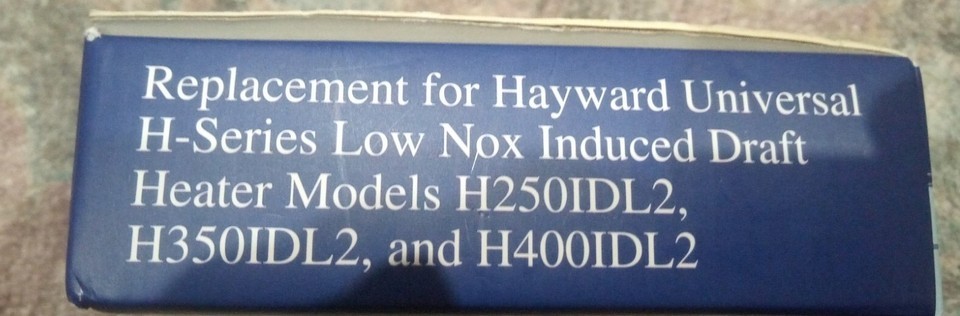 Replacement for Hayward Universal
H-Series Low Nox Induced Draft
Heater Models H250IDL2,
H350IDL2, and H400IDL2